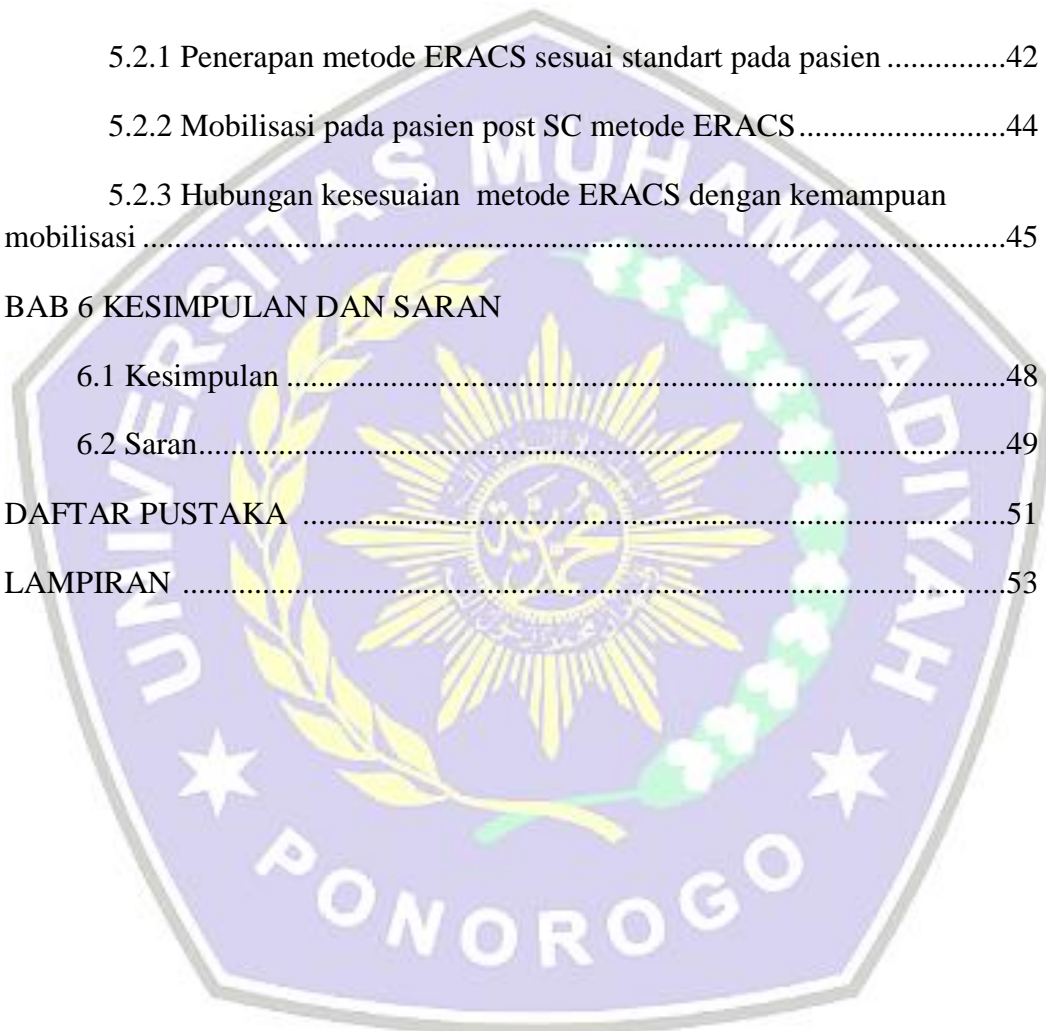 5.2.1 Penerapan metode ERACS sesuai standart pada pasien ..............42
5.2.2 Mobilisasi pada pasien post SC metode ERACS.........................44
5.2.3 Hubungan kesesuaian  metode ERACS dengan kemampuan
mobilisasi .........................................................................................................45
BAB 6 KESIMPULAN DAN SARAN
6.1 Kesimpulan .........................................................................................48
6.2 Saran....................................................................................................49
DAFTAR PUSTAKA  .......................................................................................51
LAMPIRAN  ......................................................................................................53
UNIVERSITAS MUHAMMADIYAH
PONOROGO